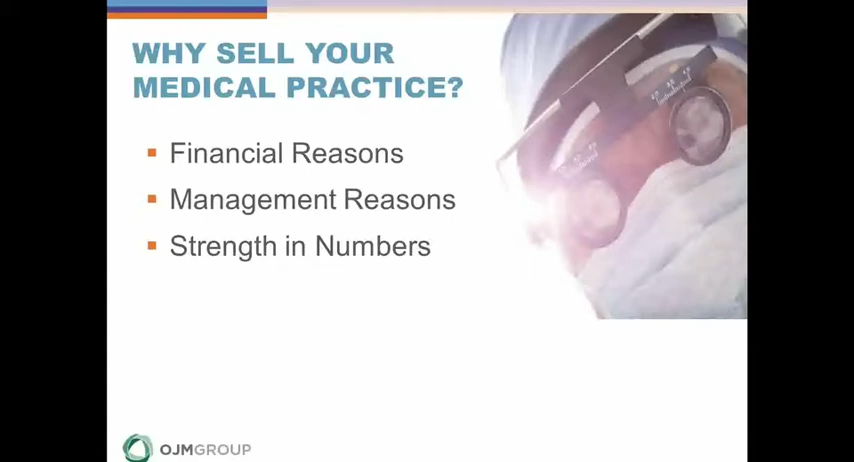 WHY SELL YOUR
MEDICAL PRACTICE?
Financial Reasons
Management Reasons
Strength in Numbers
OJMGROUP